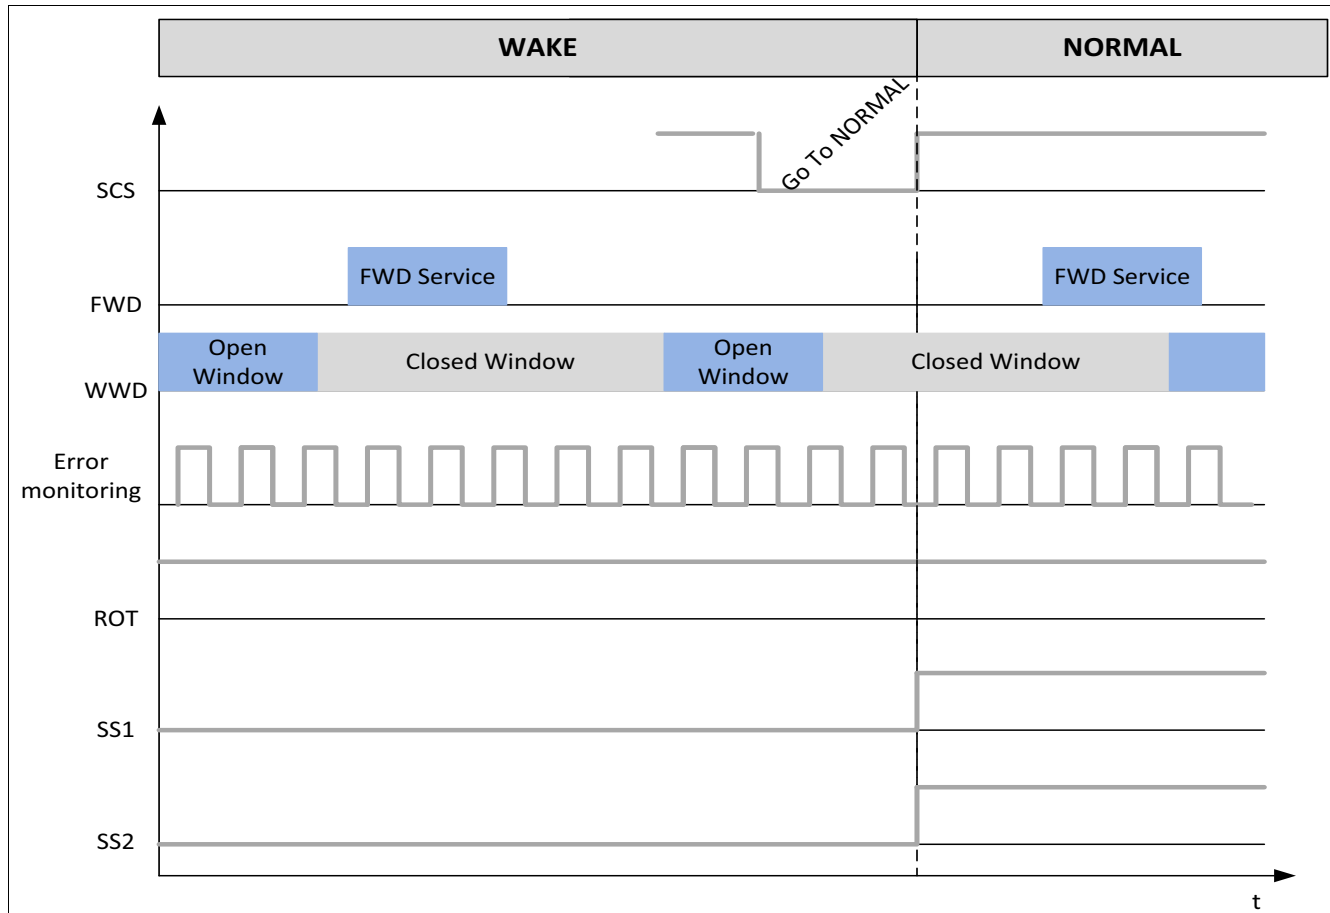 WAKE
NORMAL
Go To NORMAL
SCS
FWD Service
FWD Service
FWD
Open
Window
Closed Window
Open
Window
Closed Window
WWD
Error
monitoring
ROT
SS1
SS2
t